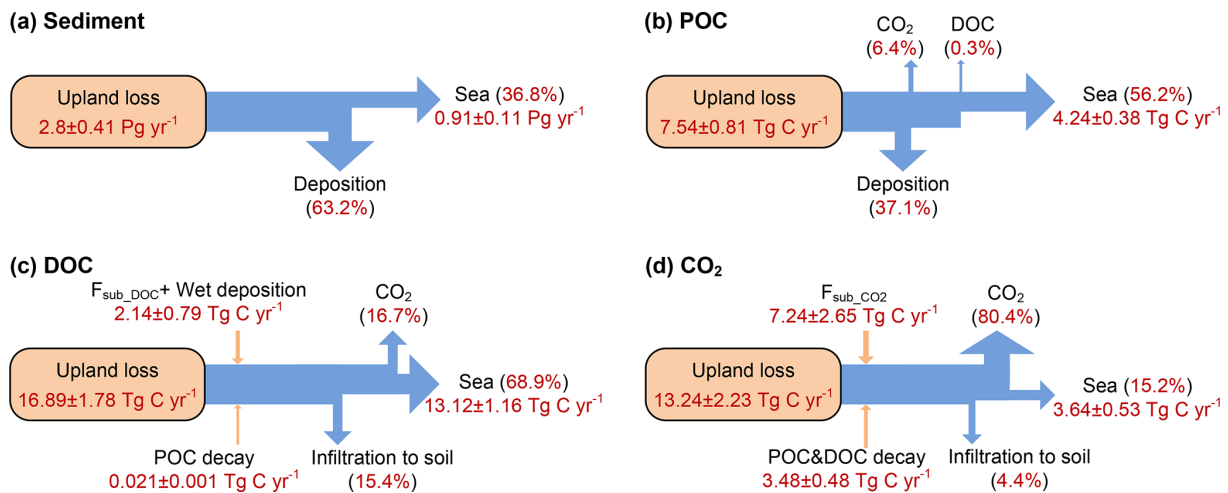 (a) Sediment
Upland loss
2.8±0.41 Pg yr⁻¹
Sea (36.8%)
0.91±0.11 Pg yr⁻¹
Deposition
(63.2%)
(b) POC
CO₂
(6.4%)
DOC
(0.3%)
Upland loss
7.54±0.81 Tg C yr⁻¹
Sea (56.2%)
4.24±0.38 Tg C yr⁻¹
Deposition
(37.1%)
(c) DOC
F_sub_DOC+ Wet deposition
2.14±0.79 Tg C yr⁻¹
CO₂
(16.7%)
Upland loss
16.89±1.78 Tg C yr⁻¹
Sea (68.9%)
13.12±1.16 Tg C yr⁻¹
POC decay
0.021±0.001 Tg C yr⁻¹
Infiltration to soil
(15.4%)
(d) CO₂
F_sub_CO2
7.24±2.65 Tg C yr⁻¹
CO₂
(80.4%)
Upland loss
13.24±2.23 Tg C yr⁻¹
Sea (15.2%)
3.64±0.53 Tg C yr⁻¹
POC&DOC decay
3.48±0.48 Tg C yr⁻¹
Infiltration to soil
(4.4%)